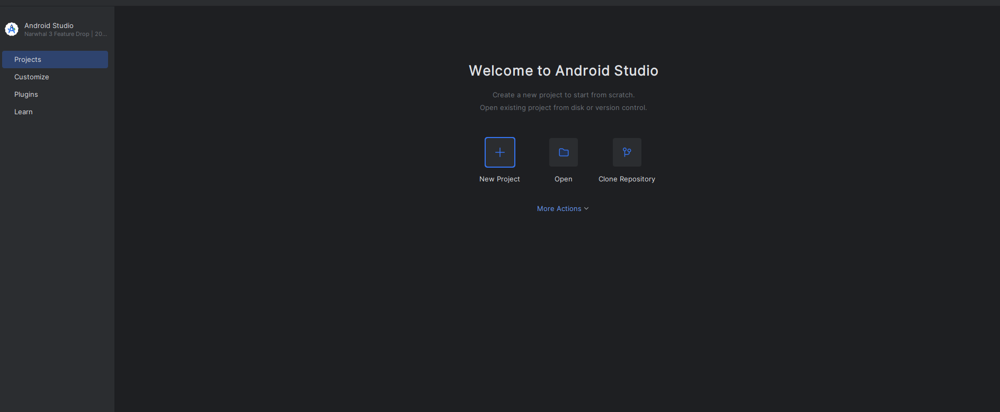 Android Studio
Narwhal 3 Feature Drop | 20...
Projects
Customize
Plugins
Learn
Welcome to Android Studio
Create a new project to start from scratch.
Open existing project from disk or version control.
New Project
Open
Clone Repository
More Actions